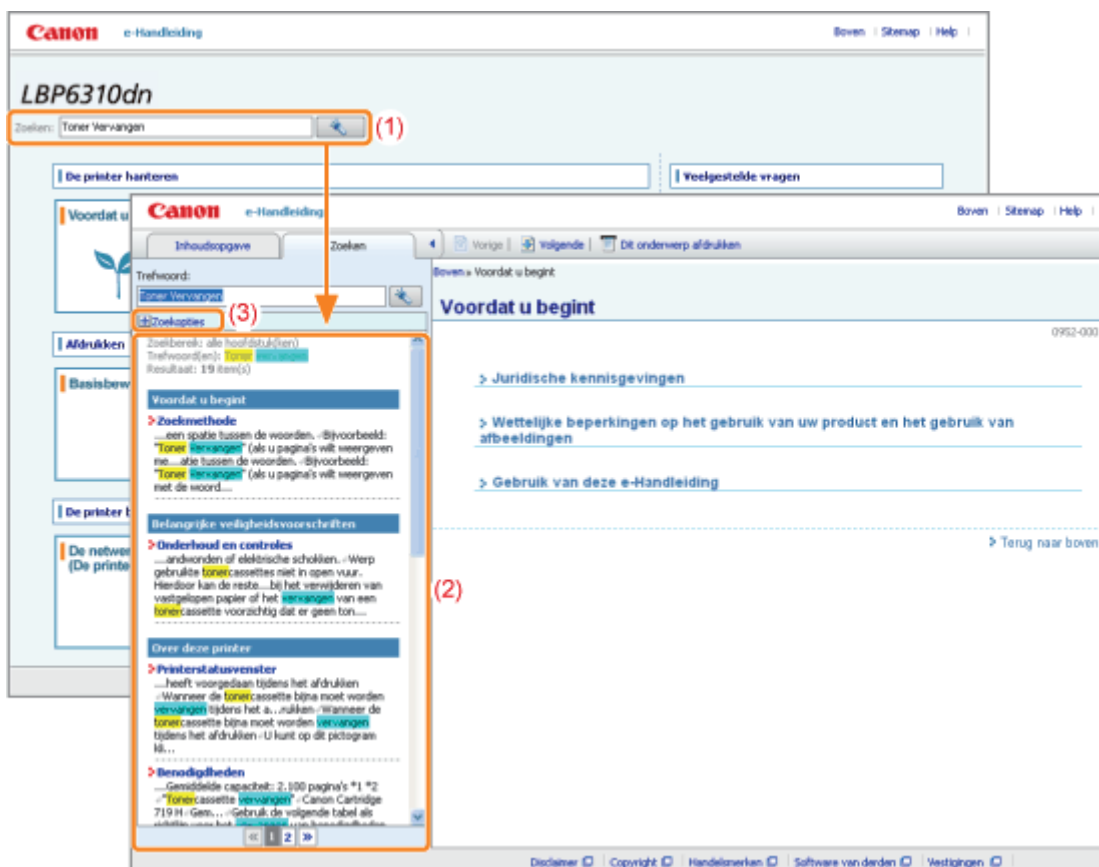 Canon e-Handleiding Boven Sitemap Help
LBP6310dn
Zoeken: Toner Vervangen (1)
De printer hanteren Veelgestelde vragen
Voordat u
Canon e-Handleiding Boven Sitemap Help
Inhoudsopgave Zoeken Vorige Volgende Dit onderwerp afdrukken
Trefwoord: Boven » Voordat u begint
Toner Vervangen
Voordat u begint
Zoekopties (3)
0952-000
Afdrukken
Zoekbereik: alle hoofdstuk(ken)
Trefwoord(en): Toner vervangen
Resultaat: 19 item(s)
Basisbew
Voordat u begint
Zoekmethode
....een spatie tussen de woorden. Bijvoorbeeld:
"Toner Vervangen" (als u pagina's wilt weergeven
me....atie tussen de woorden. Bijvoorbeeld:
"Toner Vervangen" (als u pagina's wilt weergeven
met de woord....
> Juridische kennisgevingen
> Wettelijke beperkingen op het gebruik van uw product en het gebruik van
afbeeldingen
> Gebruik van deze e-Handleiding
> Terug naar boven
De printer b
De netwer
(De printe
Belangrijke veiligheidsvoorschriften
Onderhoud en controles
....andwonden of elektrische schokken. Werp
gebruikte tonercassettes niet in open vuur.
Hierdoor kan de reste....bij het verwijderen van
vastgelopen papier of het vervangen van een
tonercassette voorzichtig dat er geen ton....
(2)
Over deze printer
Printerstatusvenster
....heeft voorgedaan tijdens het afdrukken
Wanneer de tonercassette bijna moet worden
vervangen tijdens het a...rukken Wanneer de
tonercassette bijna moet worden vervangen
tijdens het afdrukken U kunt op dit pictogram
kli...
Benodigdheden
....Gemiddelde capaciteit: 2.100 pagina's *1 *2
"Tonercassette vervangen" Canon Cartridge
719 H Gem... Gebruik de volgende tabel als
« 1 2 »
Disclaimer Copyright Handelsmerken Software van derden Vestigingen